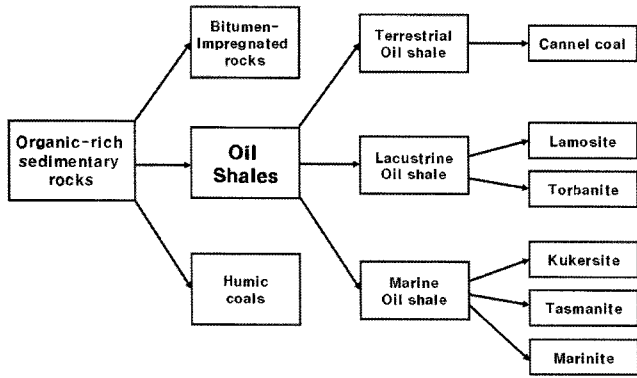 Organic-rich
sedimentary
rocks
Bitumen-
Impregnated
rocks
Oil
Shales
Humic
coals
Terrestrial
Oil shale
Lacustrine
Oil shale
Marine
Oil shale
Cannel coal
Lamosite
Torbanite
Kukersite
Tasmanite
Marinite